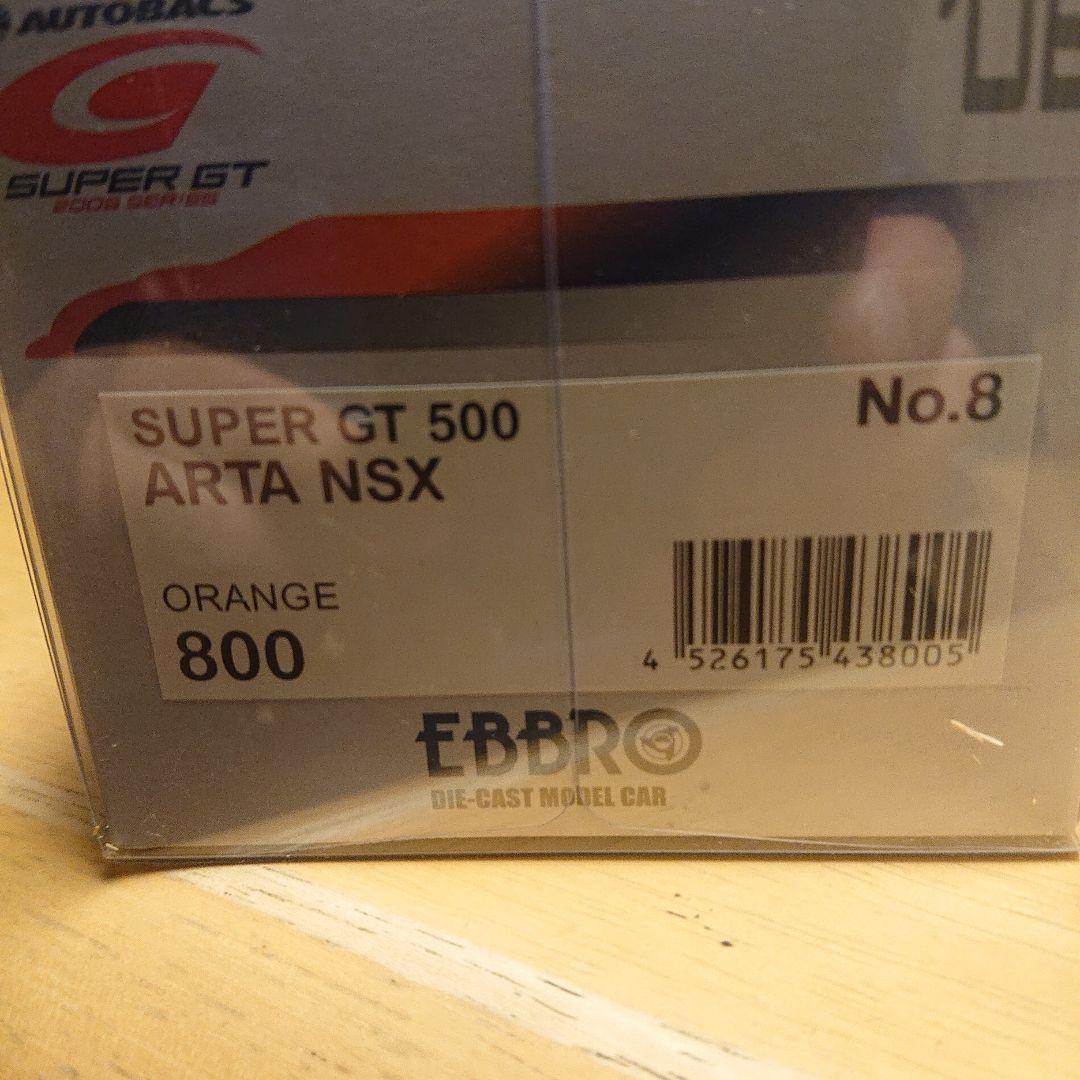 AUTOBACS
SUPER GT
SUPER GT 500
No.8
ARTA NSX
ORANGE
800
4 526175 438005
EBBRO
DIE-CAST MODEL CAR